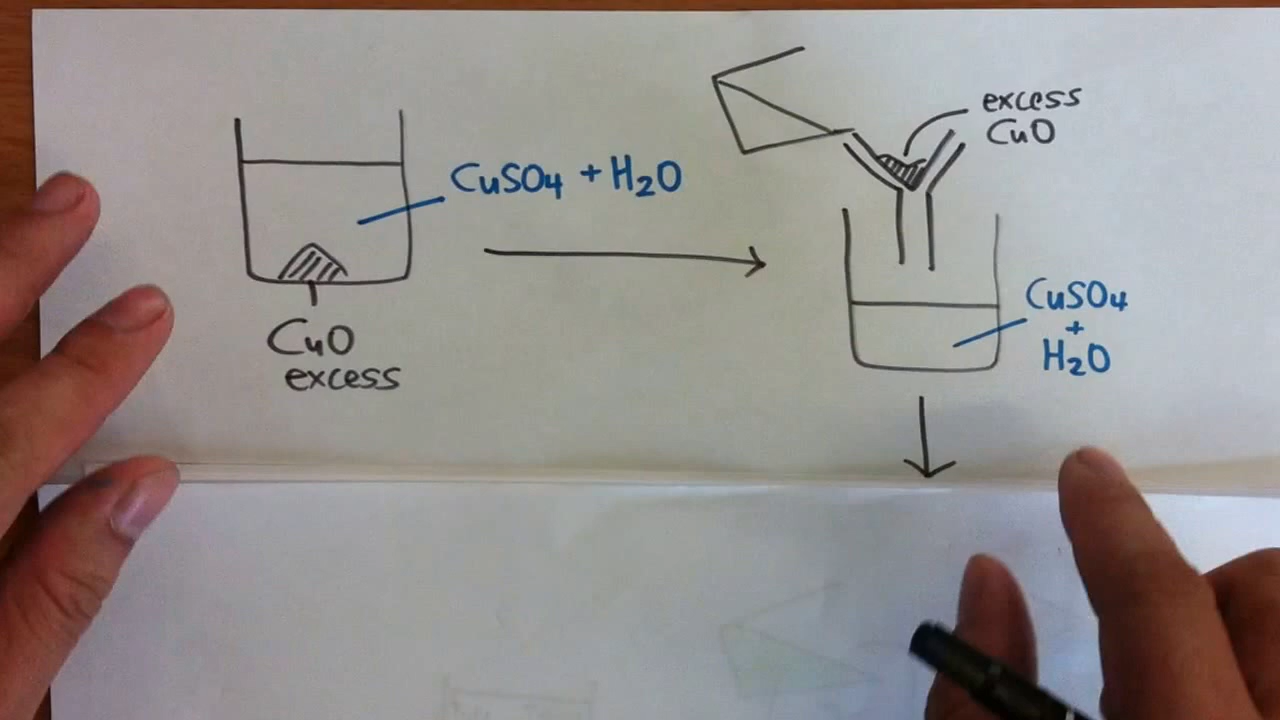 CuSO₄ + H₂O
CuO
excess
excess
CuO
CuSO₄
+
H₂O